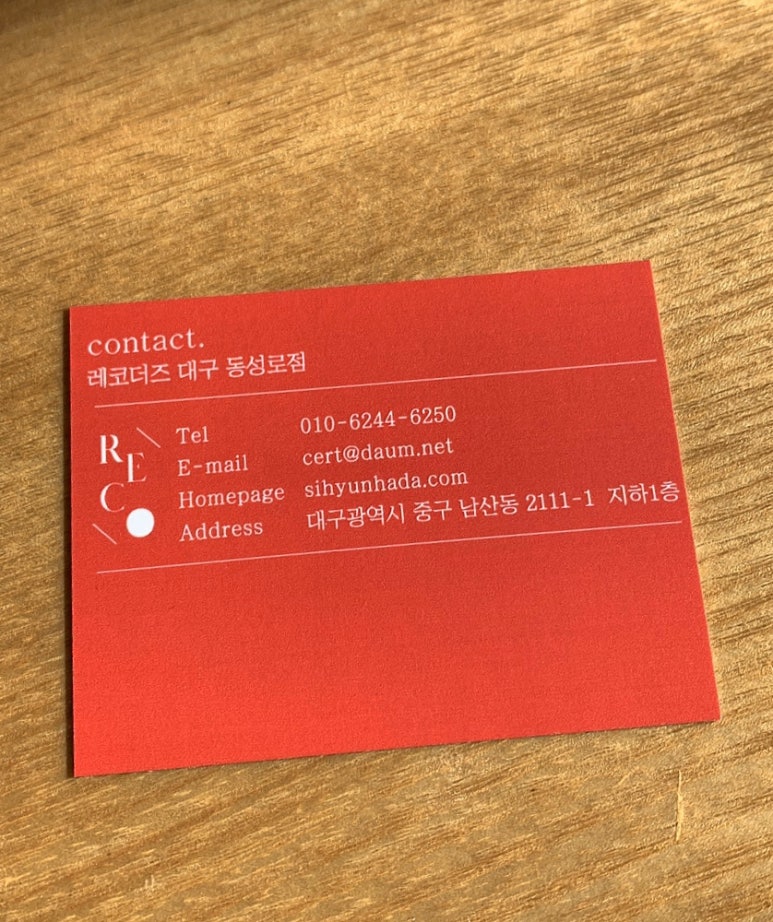 contact.
레코더즈 대구 동성로점
R
E
C
Tel 010-6244-6250
E-mail cert@daum.net
Homepage sihyunhada.com
Address 대구광역시 중구 남산동 2111-1 지하1층